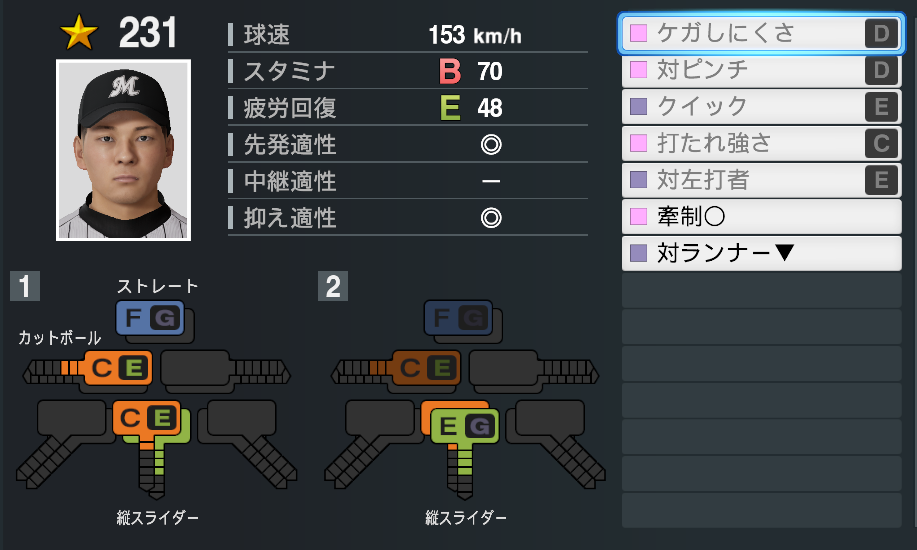 ★ 231
M
球速 153 km/h
スタミナ B 70
疲労回復 E 48
先発適性 ◎
中継適性 ー
抑え適性 ◎
ケガしにくさ D
対ピンチ D
クイック E
打たれ強さ C
対左打者 E
牽制〇
対ランナー▼
1
ストレート
F G
カットボール
C E
C E
縦スライダー
2
F G
C E
E G
縦スライダー